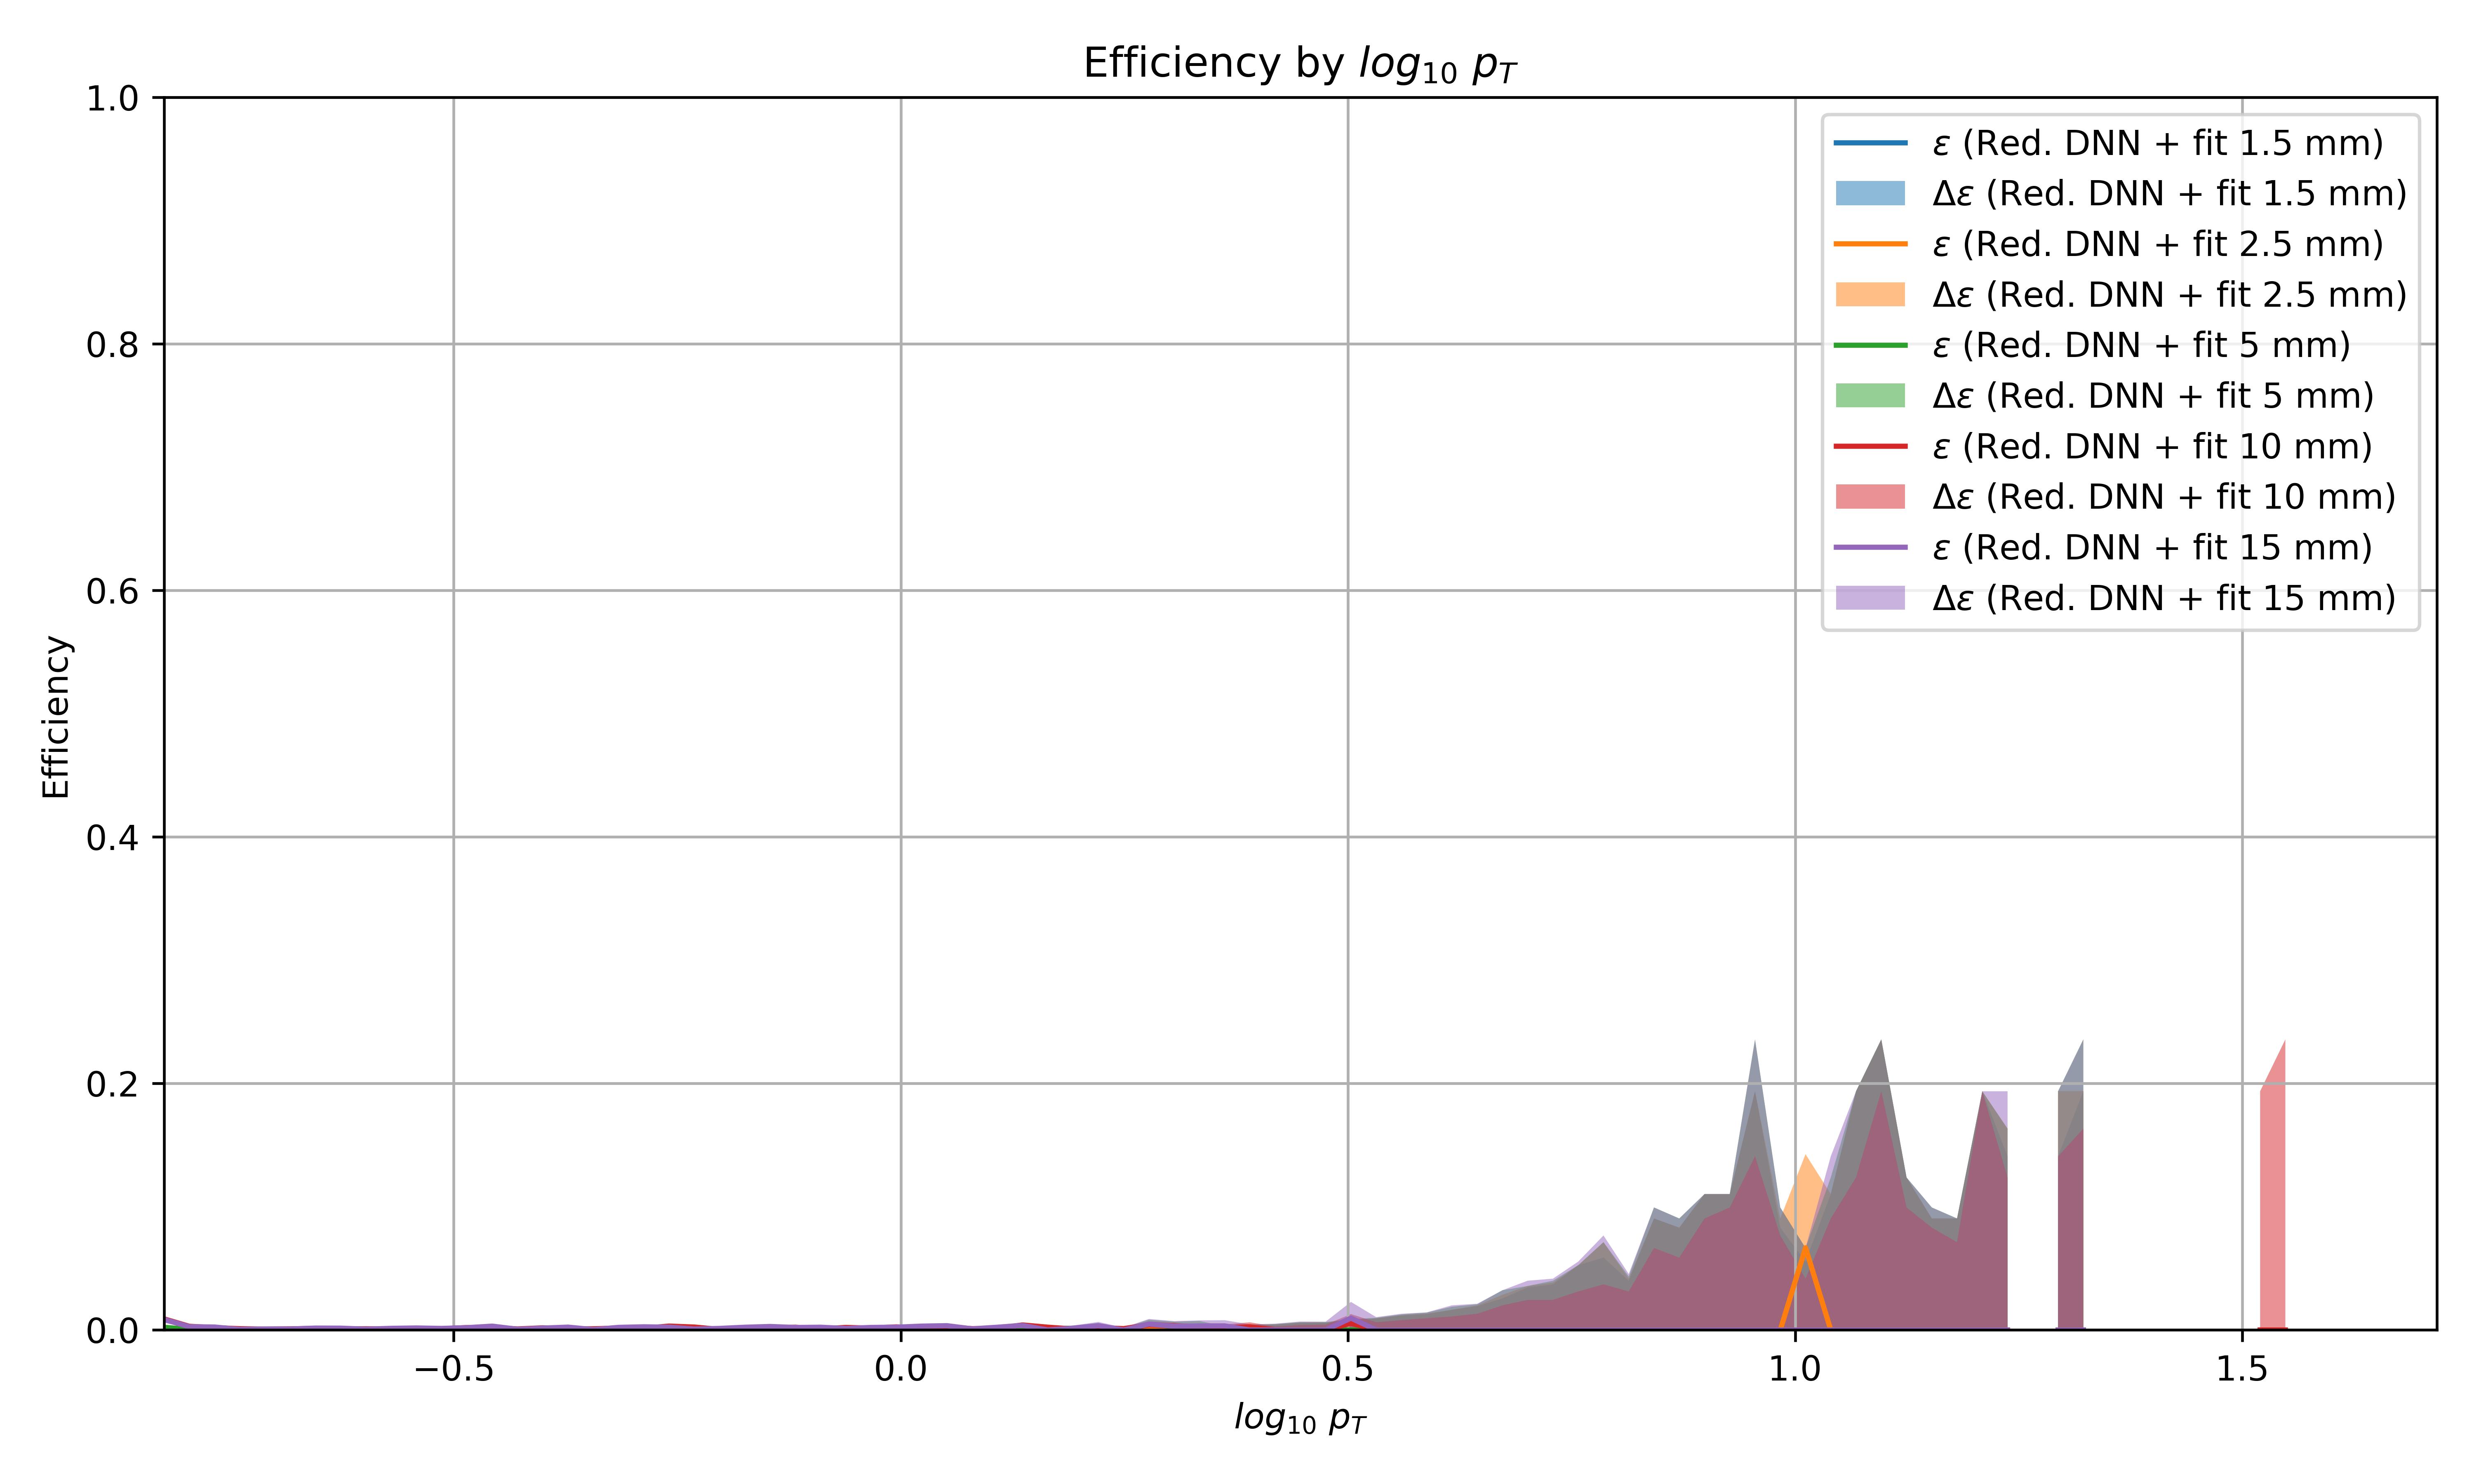 Efficiency by log₁₀ p_T
1.0
0.8
0.6
0.4
0.2
0.0
Efficiency
−0.5
0.0
0.5
1.0
1.5
log₁₀ p_T
ε (Red. DNN + fit 1.5 mm)
Δε (Red. DNN + fit 1.5 mm)
ε (Red. DNN + fit 2.5 mm)
Δε (Red. DNN + fit 2.5 mm)
ε (Red. DNN + fit 5 mm)
Δε (Red. DNN + fit 5 mm)
ε (Red. DNN + fit 10 mm)
Δε (Red. DNN + fit 10 mm)
ε (Red. DNN + fit 15 mm)
Δε (Red. DNN + fit 15 mm)